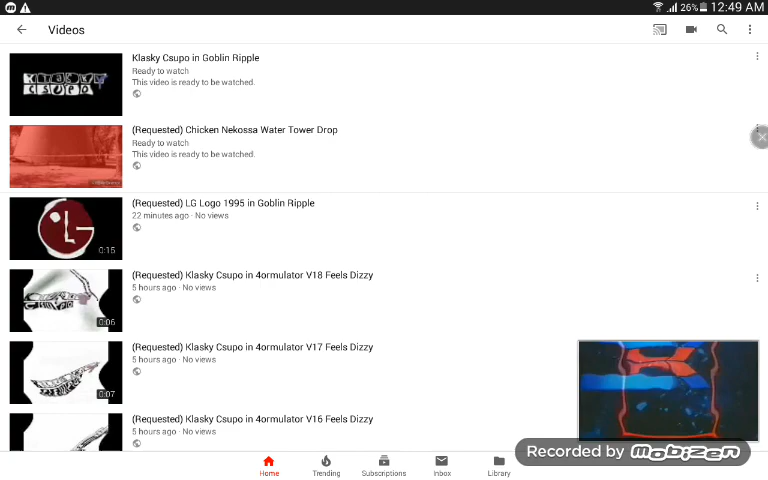 26% 12:49 AM
Videos
KLASKY
CSUPO
Klasky Csupo in Goblin Ripple
Ready to watch
This video is ready to be watched.
(Requested) Chicken Nekossa Water Tower Drop
Ready to watch
This video is ready to be watched.
(Requested) LG Logo 1995 in Goblin Ripple
22 minutes ago · No views
0:15
(Requested) Klasky Csupo in 4ormulator V18 Feels Dizzy
5 hours ago · No views
0:06
(Requested) Klasky Csupo in 4ormulator V17 Feels Dizzy
5 hours ago · No views
0:07
(Requested) Klasky Csupo in 4ormulator V16 Feels Dizzy
5 hours ago · No views
Home Trending Subscriptions Inbox Library
Recorded by Mobizen